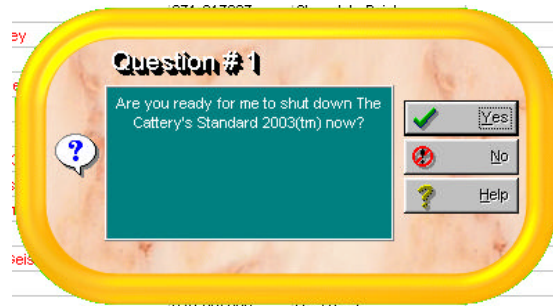 Question # 1
Are you ready for me to shut down The
Cattery's Standard 2003(tm) now?
Yes
No
Help